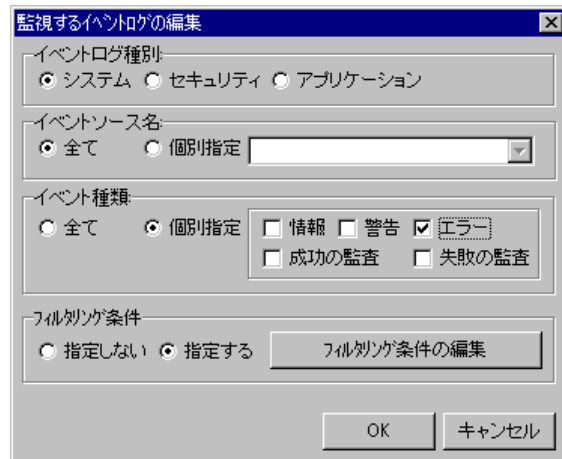 監視するイベントログの編集
イベントログ種別:
システム セキュリティ アプリケーション
イベントソース名:
全て 個別指定
イベント種類:
全て 個別指定 情報 警告 エラー
成功の監査 失敗の監査
フィルタリング条件
指定しない 指定する フィルタリング条件の編集
OK キャンセル